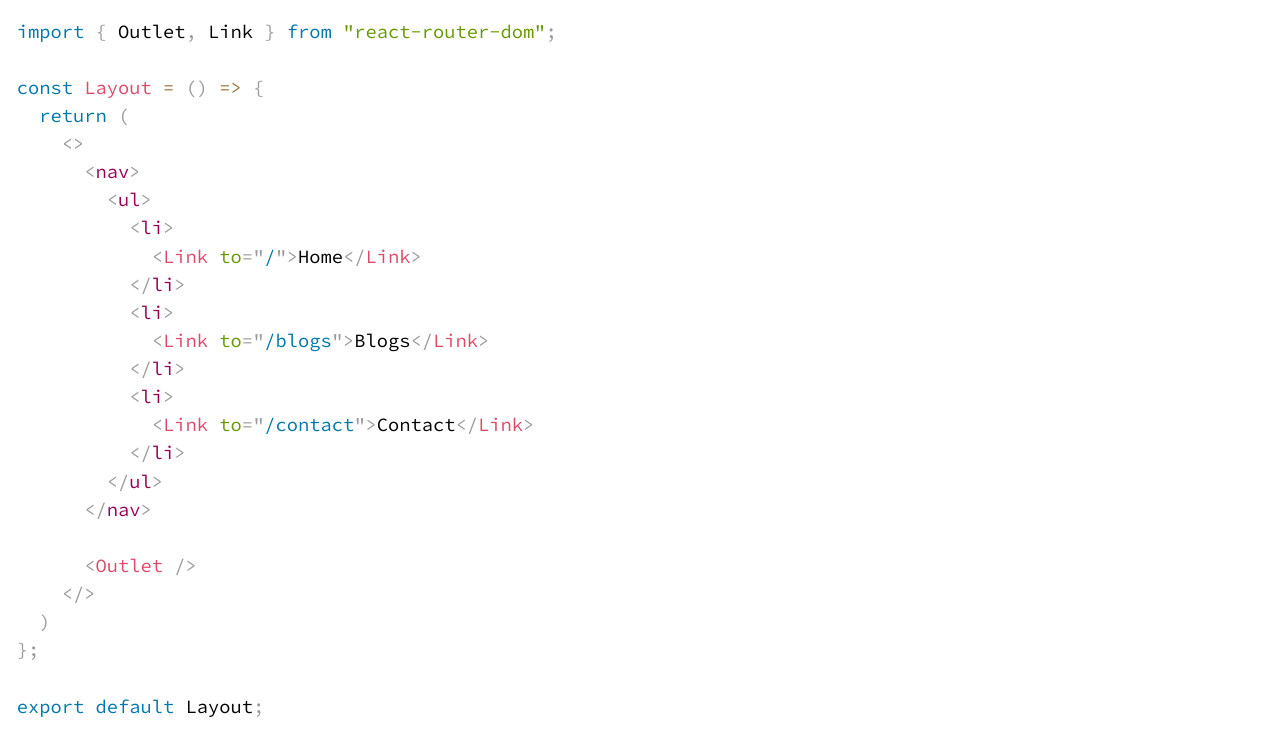 import { Outlet, Link } from "react-router-dom";

const Layout = () => {
  return (
    <>
      <nav>
        <ul>
          <li>
            <Link to="/">Home</Link>
          </li>
          <li>
            <Link to="/blogs">Blogs</Link>
          </li>
          <li>
            <Link to="/contact">Contact</Link>
          </li>
        </ul>
      </nav>

      <Outlet />
    </>
  )
};

export default Layout;